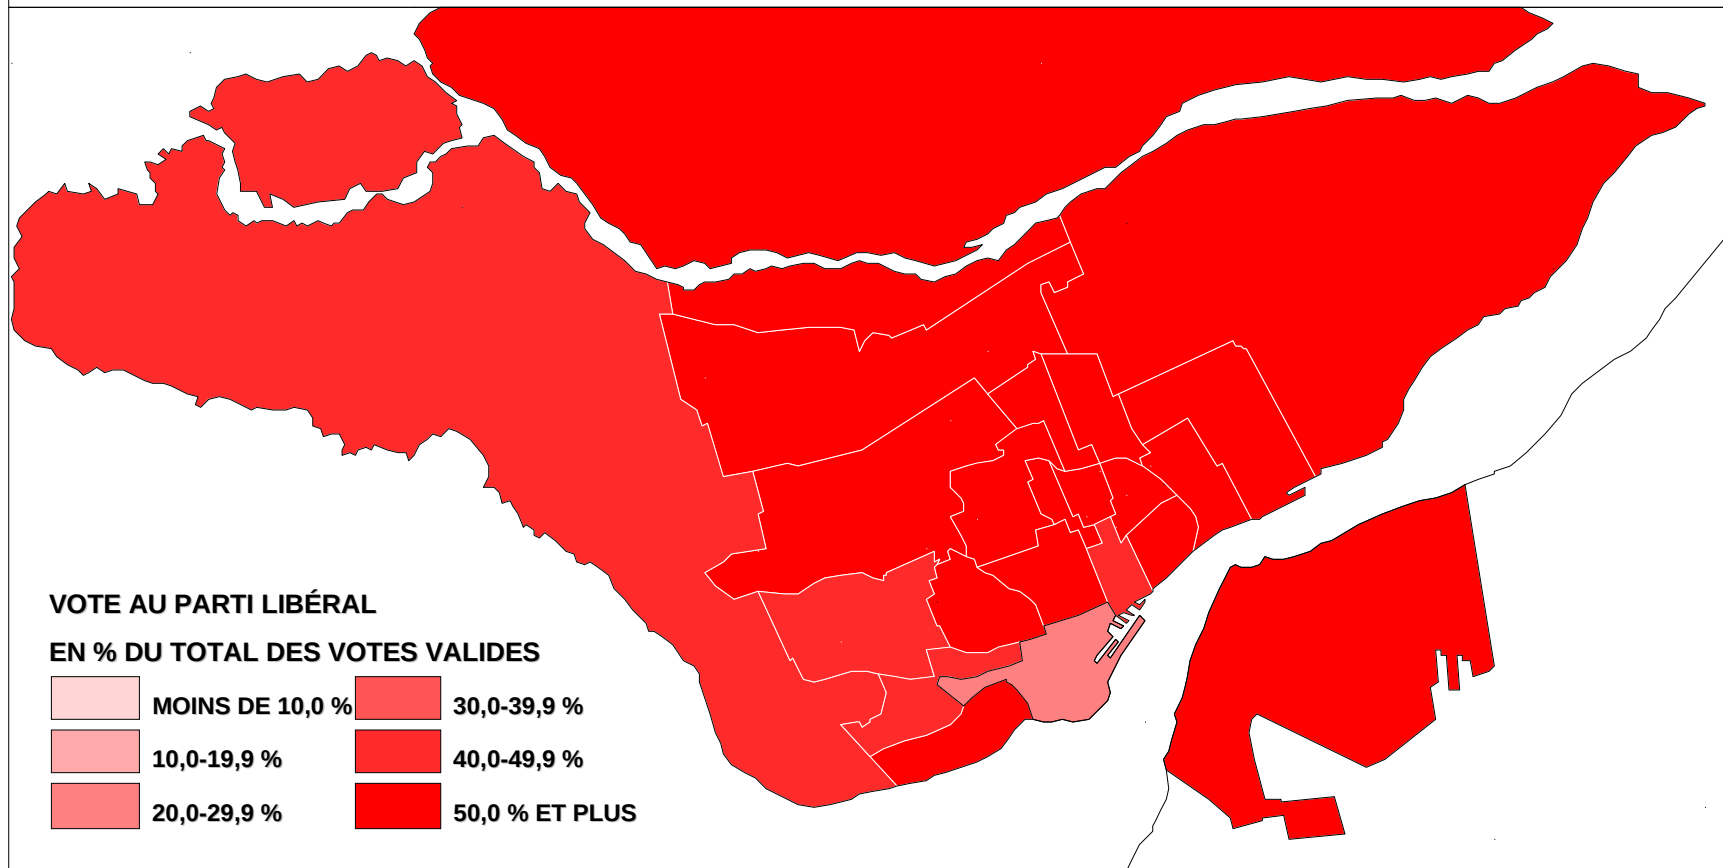 VOTE AU PARTI LIBÉRAL
EN % DU TOTAL DES VOTES VALIDES
MOINS DE 10,0 %
30,0-39,9 %
10,0-19,9 %
40,0-49,9 %
20,0-29,9 %
50,0 % ET PLUS